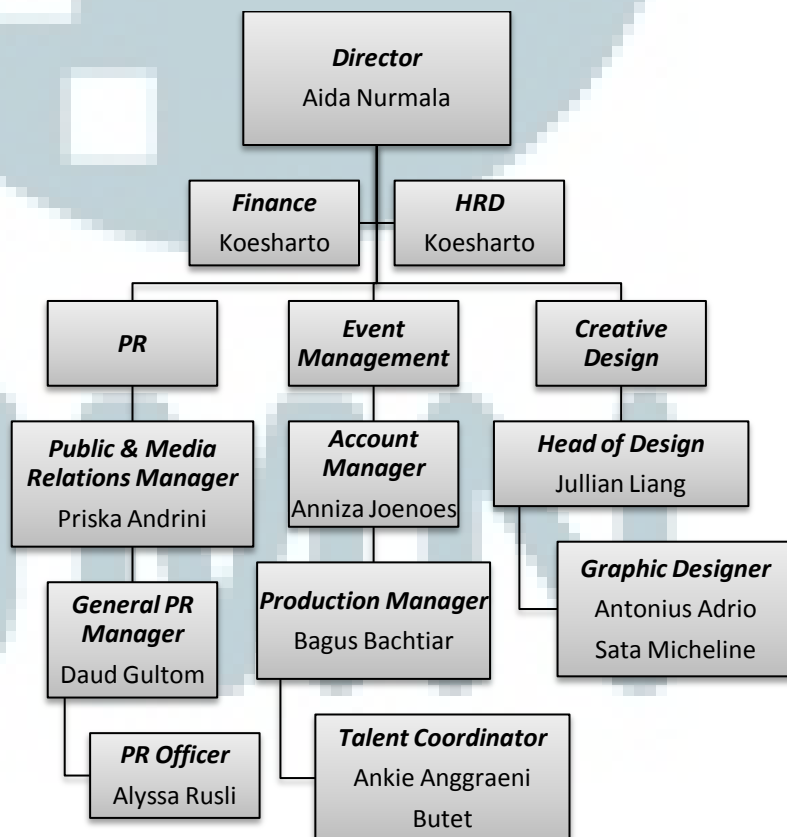 Director
Aida Nurmala
Finance
Koesharto
HRD
Koesharto
PR
Event
Management
Creative
Design
Public & Media
Relations Manager
Priska Andrini
Account
Manager
Anniza Joenoes
Head of Design
Jullian Liang
General PR
Manager
Daud Gultom
Production Manager
Bagus Bachtiar
Graphic Designer
Antonius Adrio
Sata Micheline
PR Officer
Alyssa Rusli
Talent Coordinator
Ankie Anggraeni
Butet